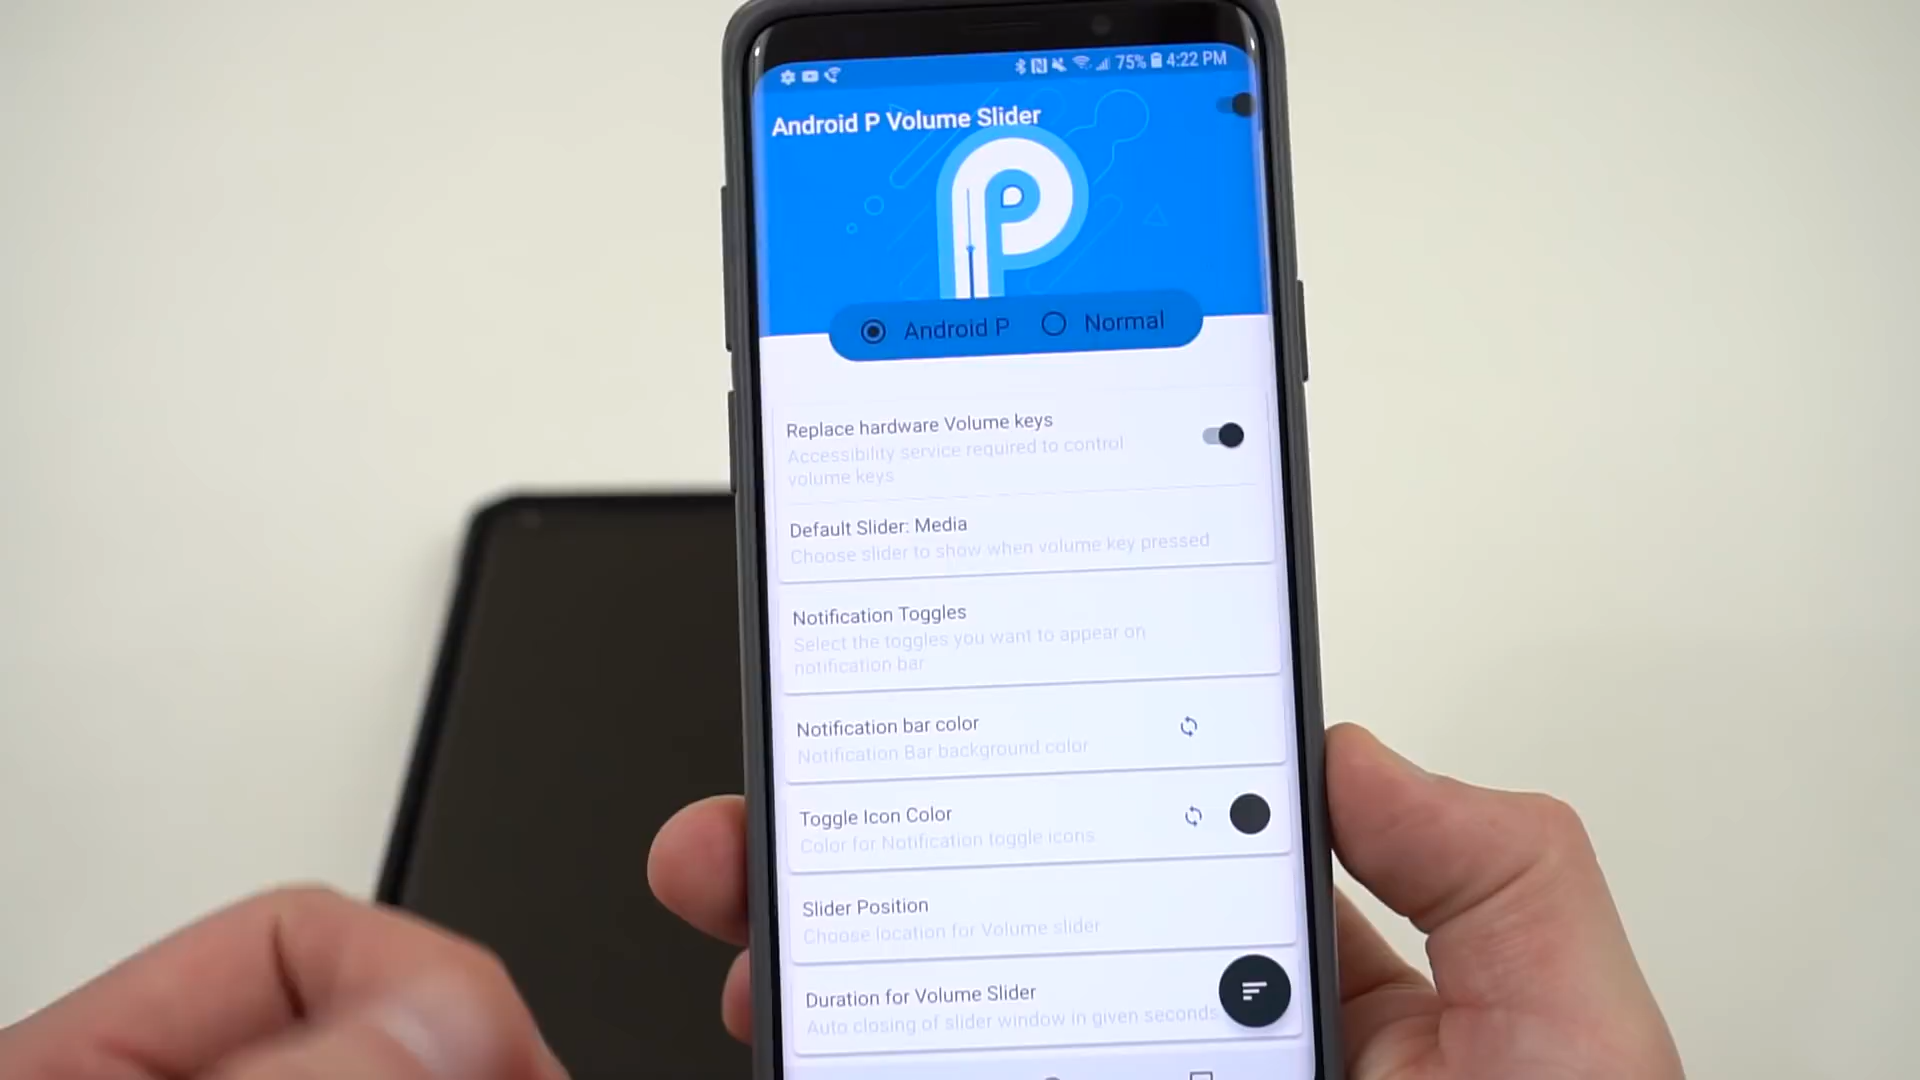 75% 4:22 PM
Android P Volume Slider
Android P Normal
Replace hardware Volume keys
Accessibility service required to control
volume keys
Default Slider: Media
Choose slider to show when volume key pressed
Notification Toggles
Select the toggles you want to appear on
notification bar
Notification bar color
Notification Bar background color
Toggle Icon Color
Color for Notification toggle icons
Slider Position
Choose location for Volume slider
Duration for Volume Slider
Auto closing of slider window in given seconds